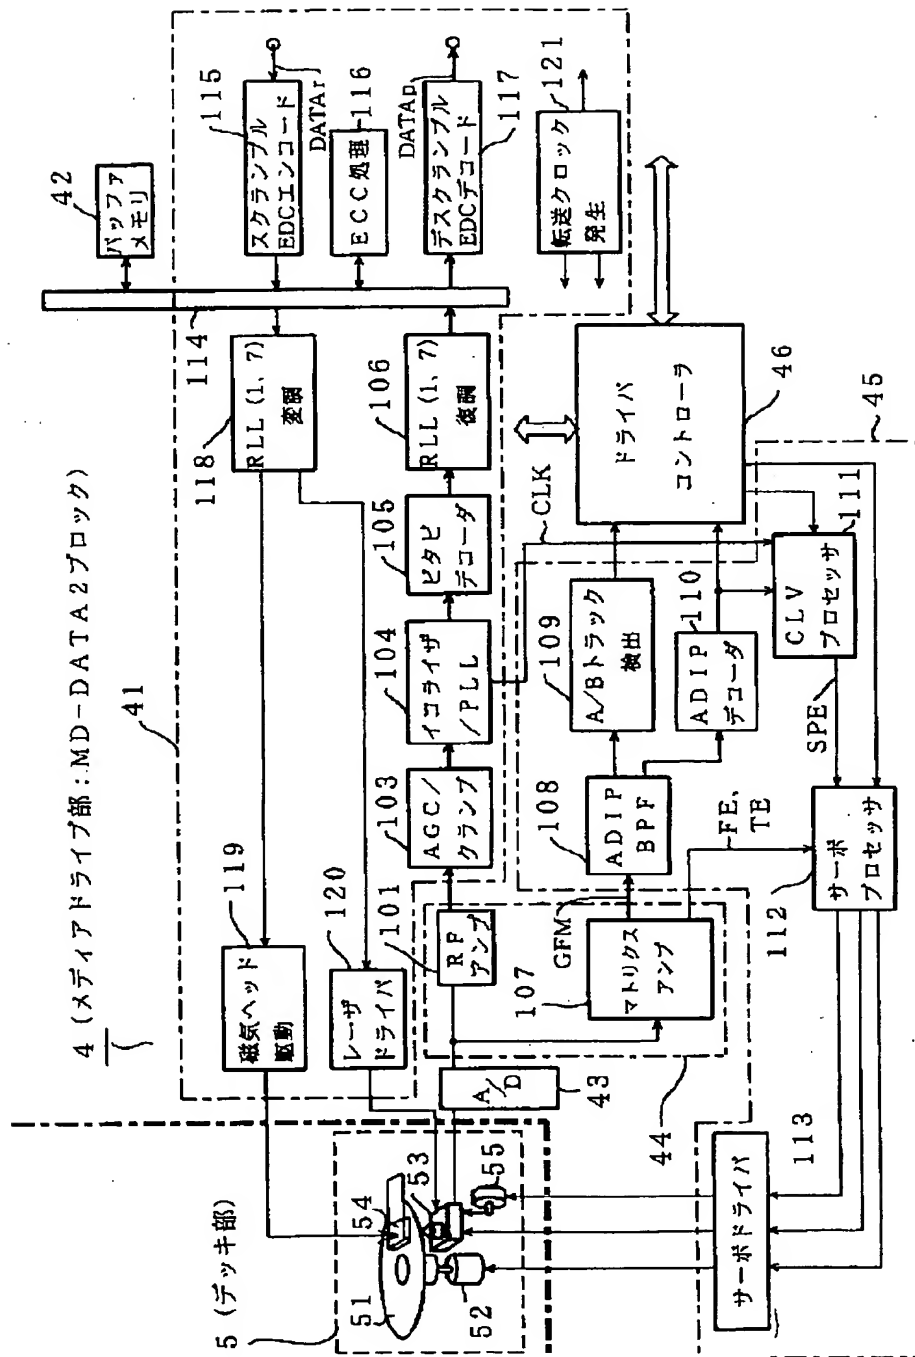 4 (メディアドライブ部：MD-DATA2ブロック)
41
42
バッファ
メモリ
114
115
スクランブル
EDCエンコード
DATAr
ECC処理
116
DATAp
デスクランブル
EDCデコード
117
転送クロック
発生
121
118
RLL (1、7)
変調
106
RLL (1、7)
復調
105
ビタビ
デコーダ
104
イコライザ
/PLL
103
AGC/
クランプ
101
RF
アンプ
119
磁気ヘッド
駆動
120
レーザ
ドライバ
A/D
43
44
107
マトリクス
アンプ
GFM
108
ADIP
BPF
109
A/Bトラック
検出
110
ADIP
デコーダ
CLK
ドライバ
コントローラ
46
45
111
CLV
プロセッサ
SPE
FE、
TE
112
サーボ
プロセッサ
113
サーボドライバ
5 (デッキ部)
51
52
53
54
55